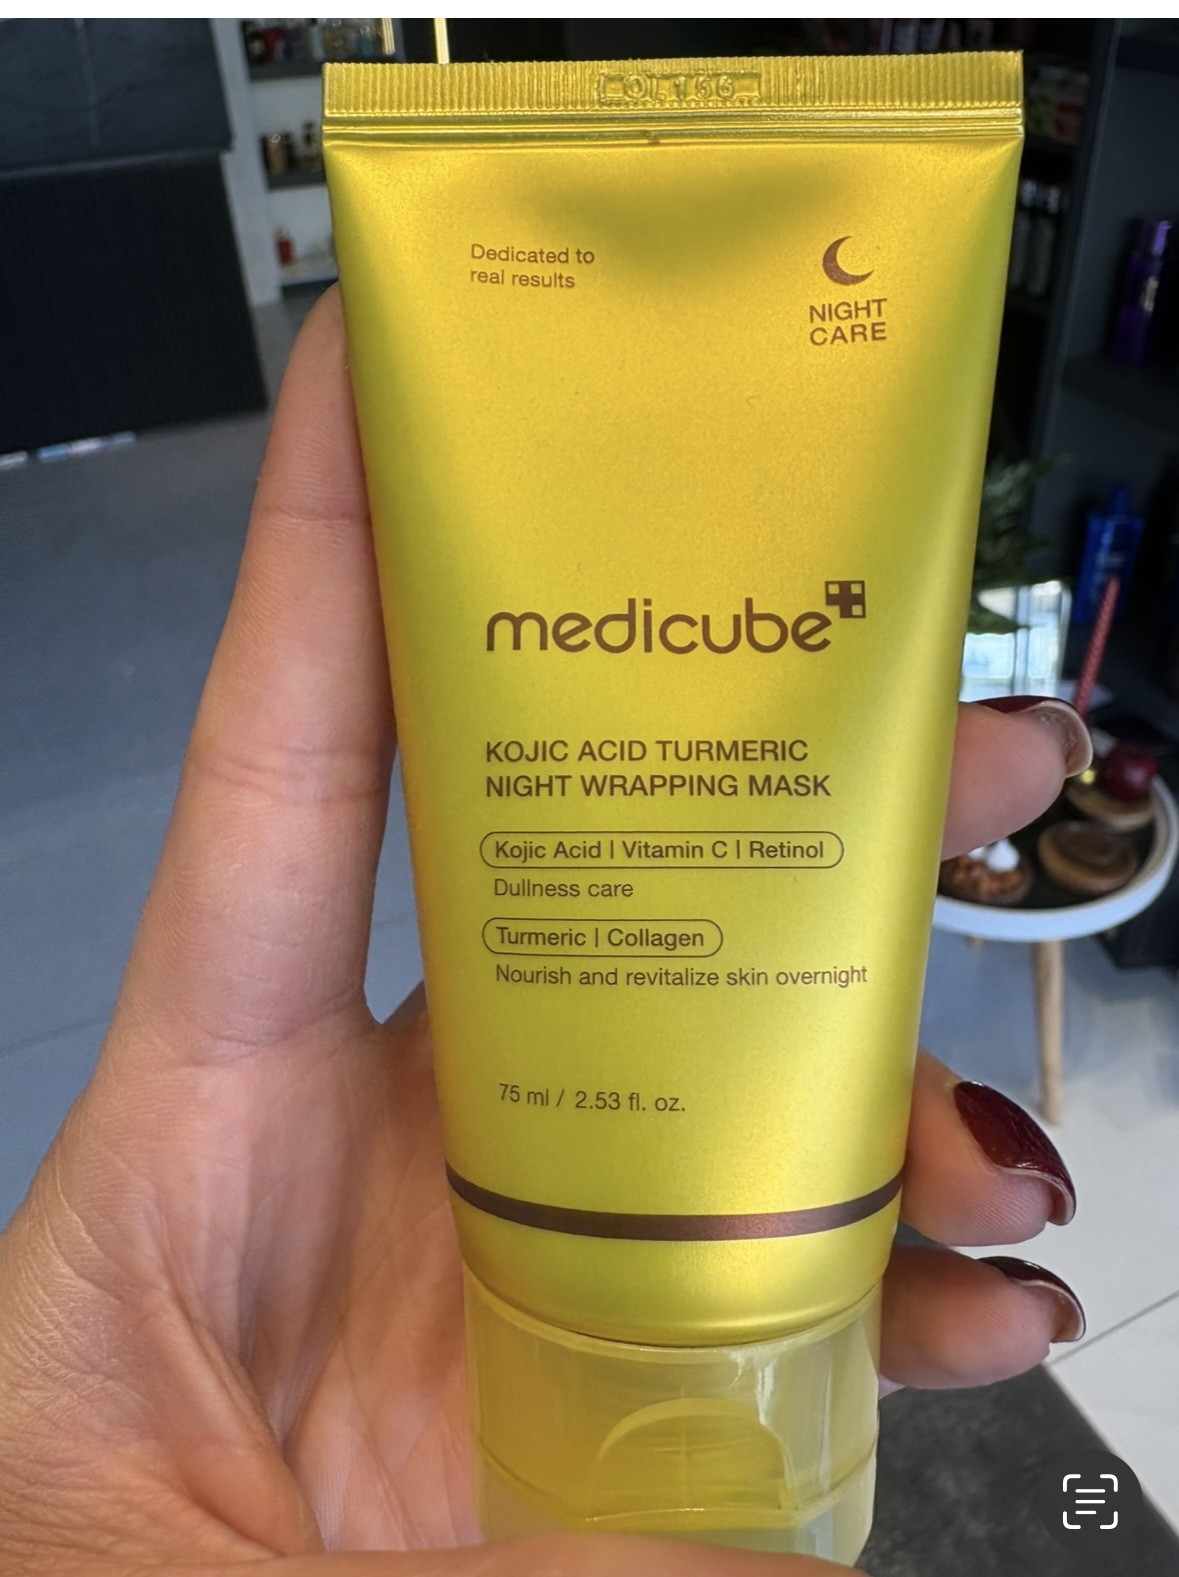 Dedicated to
real results
NIGHT
CARE
medicube
KOJIC ACID TURMERIC
NIGHT WRAPPING MASK
Kojic Acid | Vitamin C | Retinol
Dullness care
Turmeric | Collagen
Nourish and revitalize skin overnight
75 ml / 2.53 fl. oz.